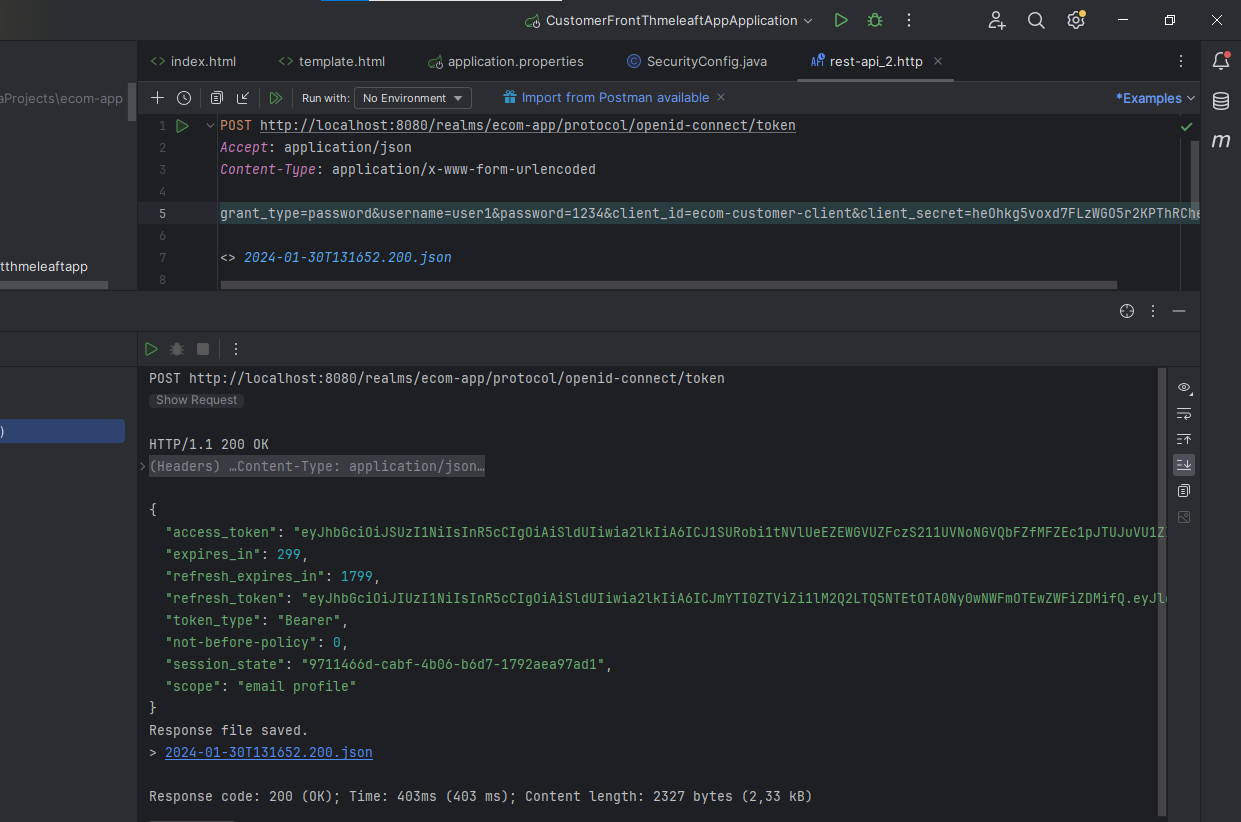 CustomerFrontThmeleaftAppApplication
index.html template.html application.properties SecurityConfig.java API rest-api_2.http
aProjects\ecom-app
Run with: No Environment Import from Postman available *Examples
1 POST http://localhost:8080/realms/ecom-app/protocol/openid-connect/token
2 Accept: application/json
3 Content-Type: application/x-www-form-urlencoded
4
5 grant_type=password&username=user1&password=1234&client_id=ecom-customer-client&client_secret=
6
7 <> 2024-01-30T131652.200.json
8
tthmeleaftapp
m
POST http://localhost:8080/realms/ecom-app/protocol/openid-connect/token
Show Request
HTTP/1.1 200 OK
(Headers) …Content-Type: application/json…
)
{
"access_token":
"expires_in": 299,
"refresh_expires_in": 1799,
"refresh_token":
"token_type": "Bearer",
"not-before-policy": 0,
"session_state": "9711466d-cabf-4b06-b6d7-1792aea97ad1",
"scope": "email profile"
}
Response file saved.
> 2024-01-30T131652.200.json
Response code: 200 (OK); Time: 403ms (403 ms); Content length: 2327 bytes (2,33 kB)